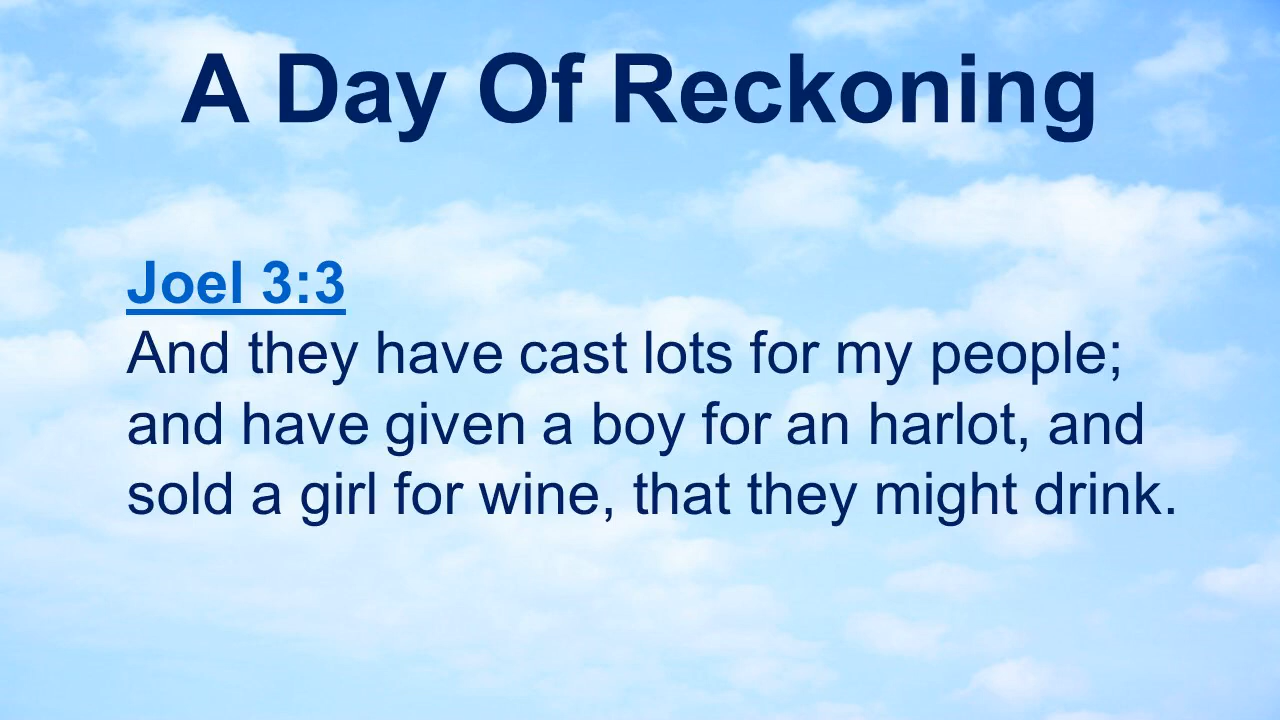 A Day Of Reckoning
Joel 3:3
And they have cast lots for my people;
and have given a boy for an harlot, and
sold a girl for wine, that they might drink.